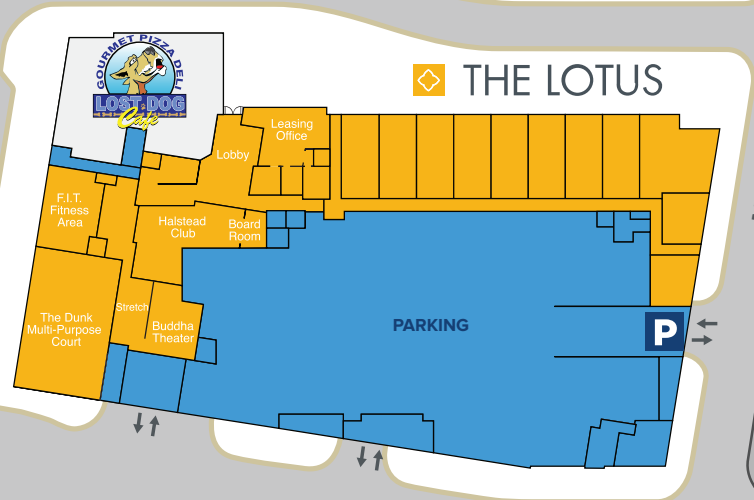 GOURMET PIZZA DELI
LOST DOG
Cafe
THE LOTUS
Leasing
Office
Lobby
F.I.T.
Fitness
Area
Halstead
Club
Board
Room
Stretch
The Dunk
Multi-Purpose
Court
Buddha
Theater
PARKING
P